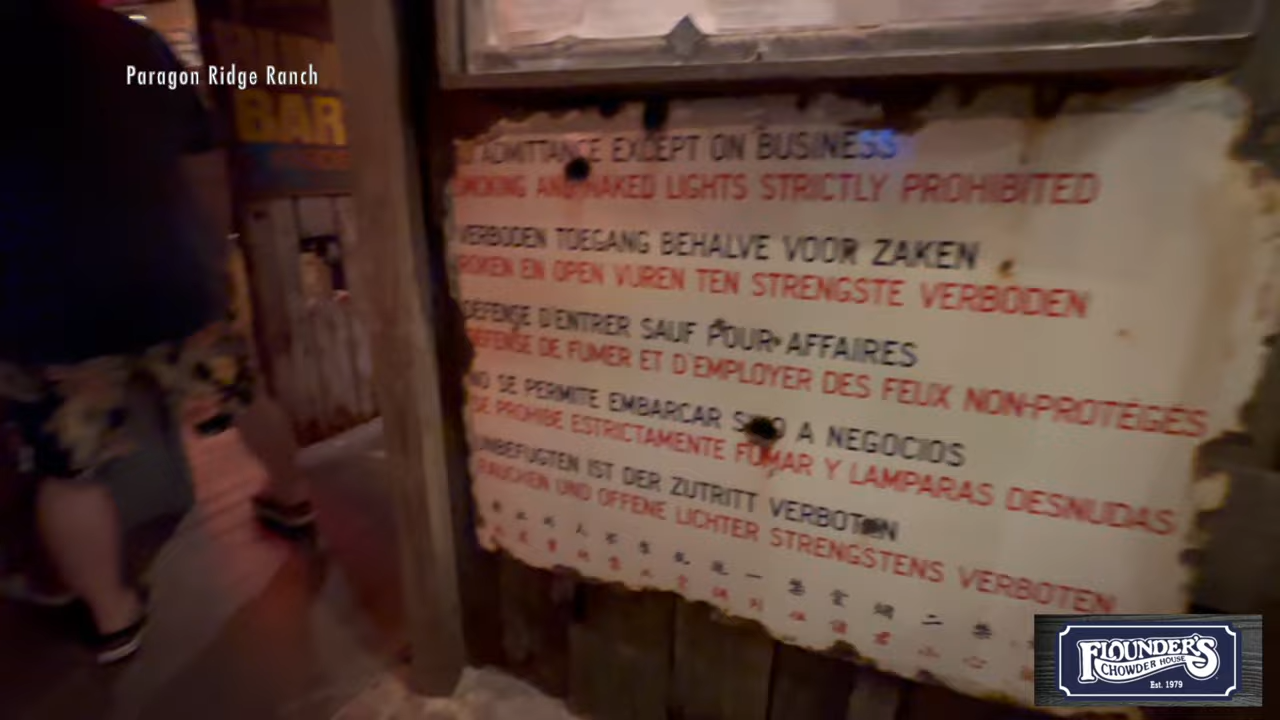 Paragon Ridge Ranch
BAR
ADMITTANCE EXCEPT ON BUSINESS
SMOKING AND NAKED LIGHTS STRICTLY PROHIBITED
VERBODEN TOEGANG BEHALVE VOOR ZAKEN
ROKEN EN OPEN VUREN TEN STRENGSTE VERBODEN
DEFENSE D'ENTRER SAUF POUR AFFAIRES
DEFENSE DE FUMER ET D'EMPLOYER DES FEUX NON-PROTÉGÉS
NO SE PERMITE EMBARCAR A NEGOCIOS
SE PROHIBE ESTRICTAMENTE FUMAR Y LAMPARAS DESNUDAS
UNBEFUGTEN IST DER ZUTRITT VERBOTEN
RAUCHEN UND OFFENE LICHTER STRENGSTENS VERBOTEN
FLOUNDER'S
CHOWDER HOUSE
Est. 1979